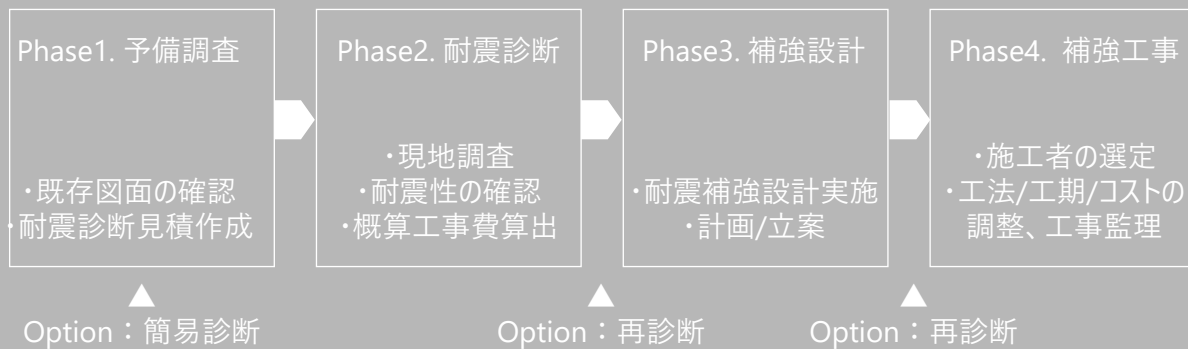 Phase1. 予備調査
・既存図面の確認
・耐震診断見積作成
Phase2. 耐震診断
・現地調査
・耐震性の確認
・概算工事費算出
Phase3. 補強設計
・耐震補強設計実施
・計画/立案
Phase4. 補強工事
・施工者の選定
・工法/工期/コストの
調整、工事監理
Option：簡易診断
Option：再診断
Option：再診断